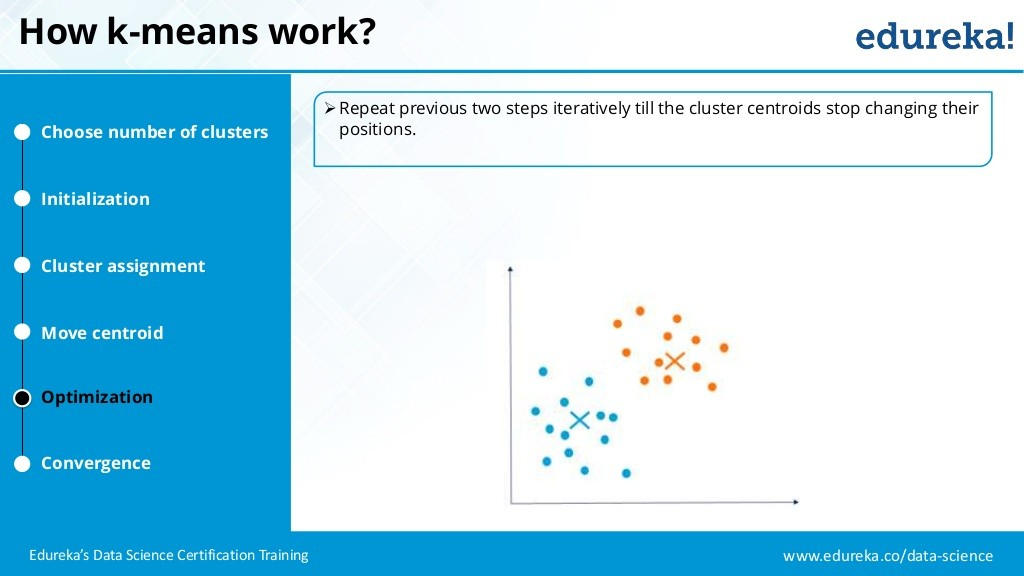 How k-means work?
edureka!
Choose number of clusters
Initialization
Cluster assignment
Move centroid
Optimization
Convergence
➢Repeat previous two steps iteratively till the cluster centroids stop changing their
positions.
Edureka’s Data Science Certification Training
www.edureka.co/data-science